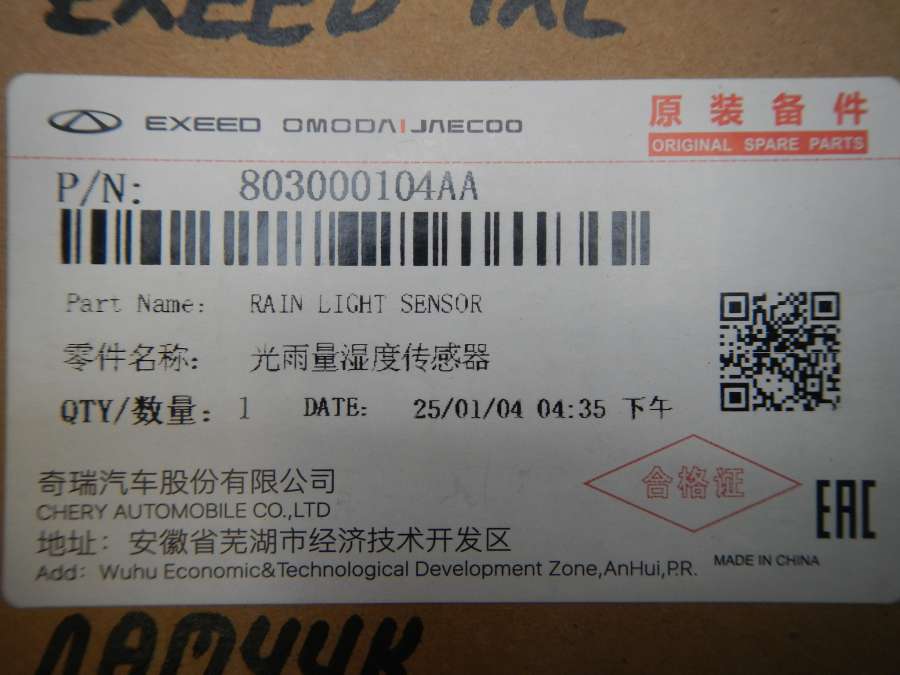 EXEED TXL
EXEED OMODA JAECOO
原装备件
ORIGINAL SPARE PARTS
P/N: 803000104AA
Part Name: RAIN LIGHT SENSOR
零件名称: 光雨量湿度传感器
QTY/数量: 1 DATE: 25/01/04 04:35 下午
奇瑞汽车股份有限公司
CHERY AUTOMOBILE CO.,LTD
合格证
EAC
地址: 安徽省芜湖市经济技术开发区
Add: Wuhu Economic&Technological Development Zone,AnHui,P.R.
MADE IN CHINA
ДАТЧИК